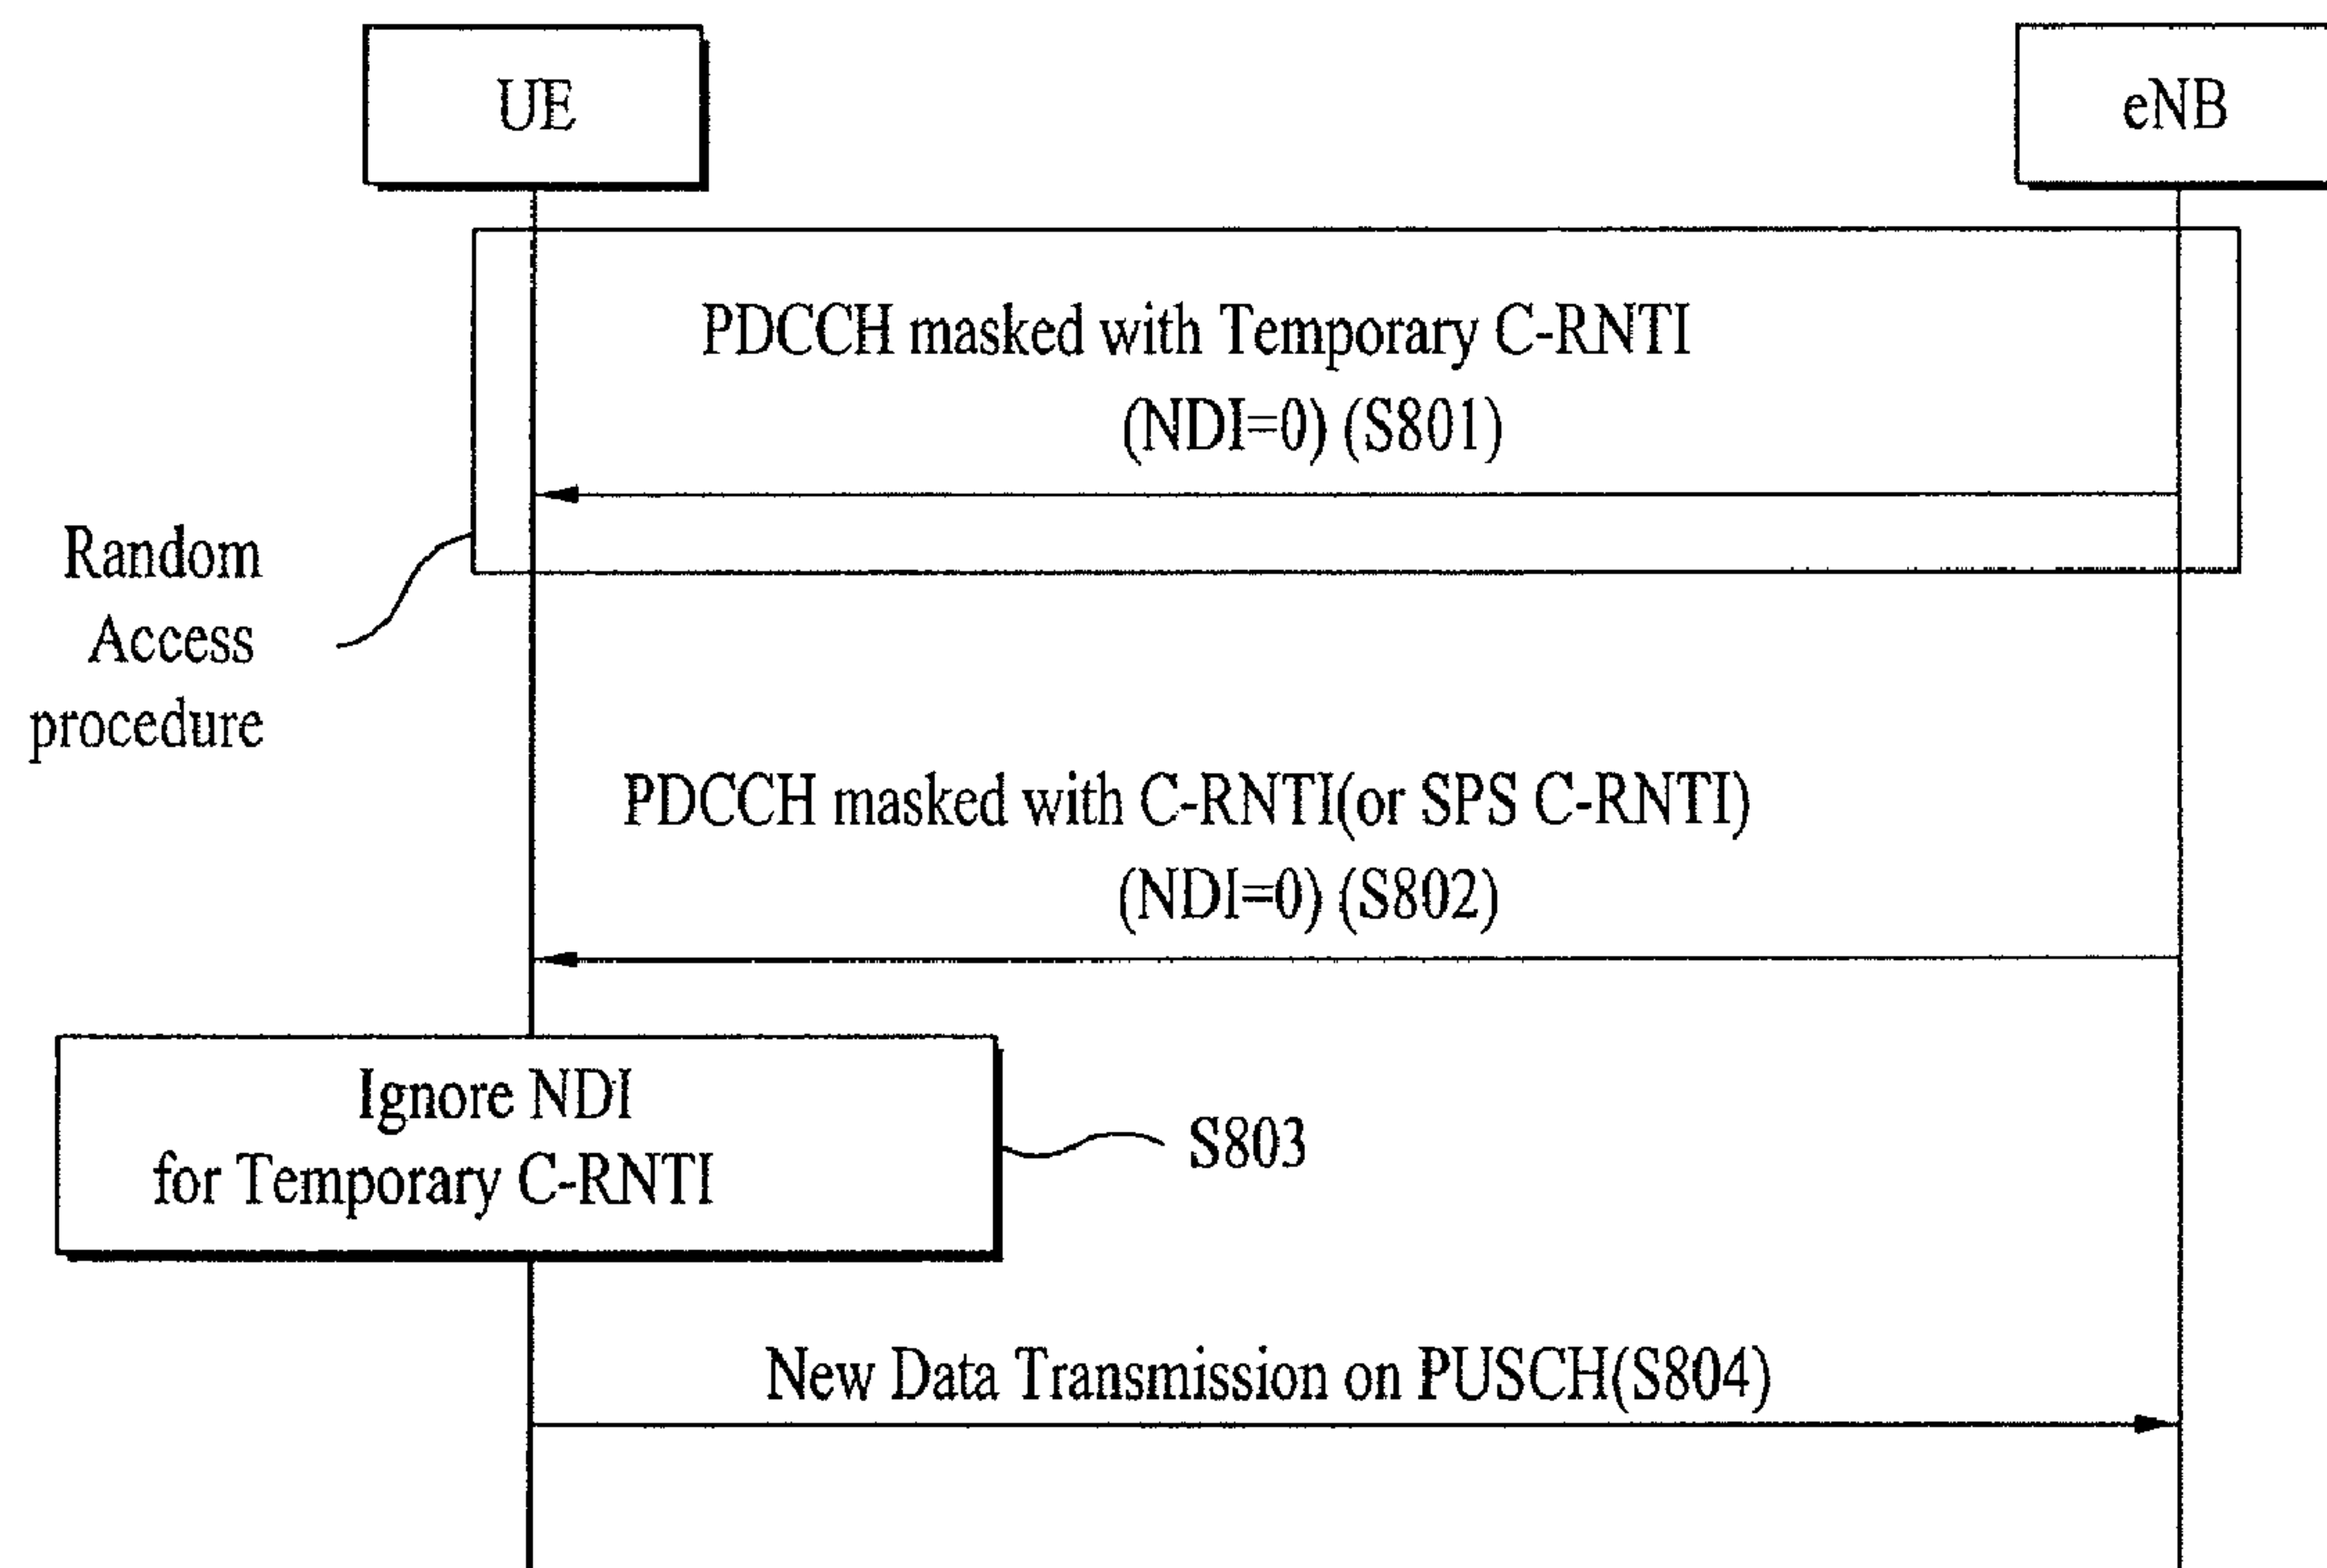 UE
eNB
PDCCH masked with Temporary C-RNTI
(NDI=0) (S801)
Random
Access
procedure
PDCCH masked with C-RNTI(or SPS C-RNTI)
(NDI=0) (S802)
Ignore NDI
for Temporary C-RNTI
S803
New Data Transmission on PUSCH(S804)